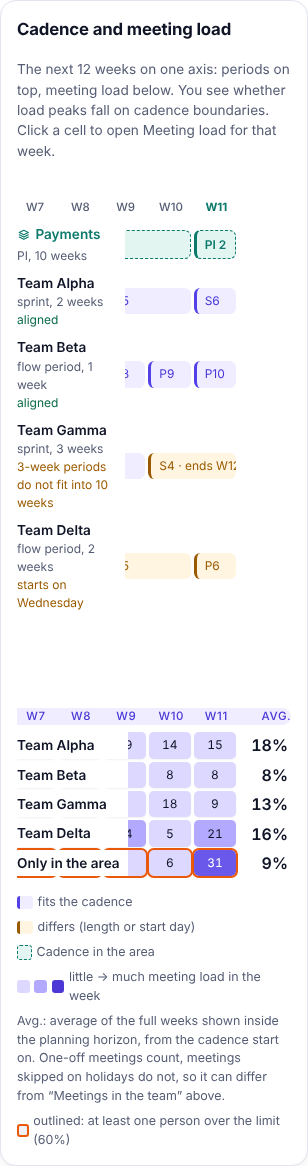 Cadence and meeting load
The next 12 weeks on one axis: periods on
top, meeting load below. You see whether
load peaks fall on cadence boundaries.
Click a cell to open Meeting load for that
week.
W7 W8 W9 W10 W11
Payments PI 2
PI, 10 weeks
Team Alpha
sprint, 2 weeks S6
aligned
Team Beta
flow period, 1 P9 P10
week
aligned
Team Gamma
sprint, 3 weeks
3-week periods S4 · ends W12
do not fit into 10
weeks
Team Delta
flow period, 2 P6
weeks
starts on
Wednesday
W7 W8 W9 W10 W11 AVG.
Team Alpha 14 15 18%
Team Beta 8 8 8%
Team Gamma 18 9 13%
Team Delta 5 21 16%
Only in the area 6 31 9%
fits the cadence
differs (length or start day)
Cadence in the area
little → much meeting load in the
week
Avg.: average of the full weeks shown inside
the planning horizon, from the cadence start
on. One-off meetings count, meetings
skipped on holidays do not, so it can differ
from “Meetings in the team” above.
outlined: at least one person over the limit
(60%)